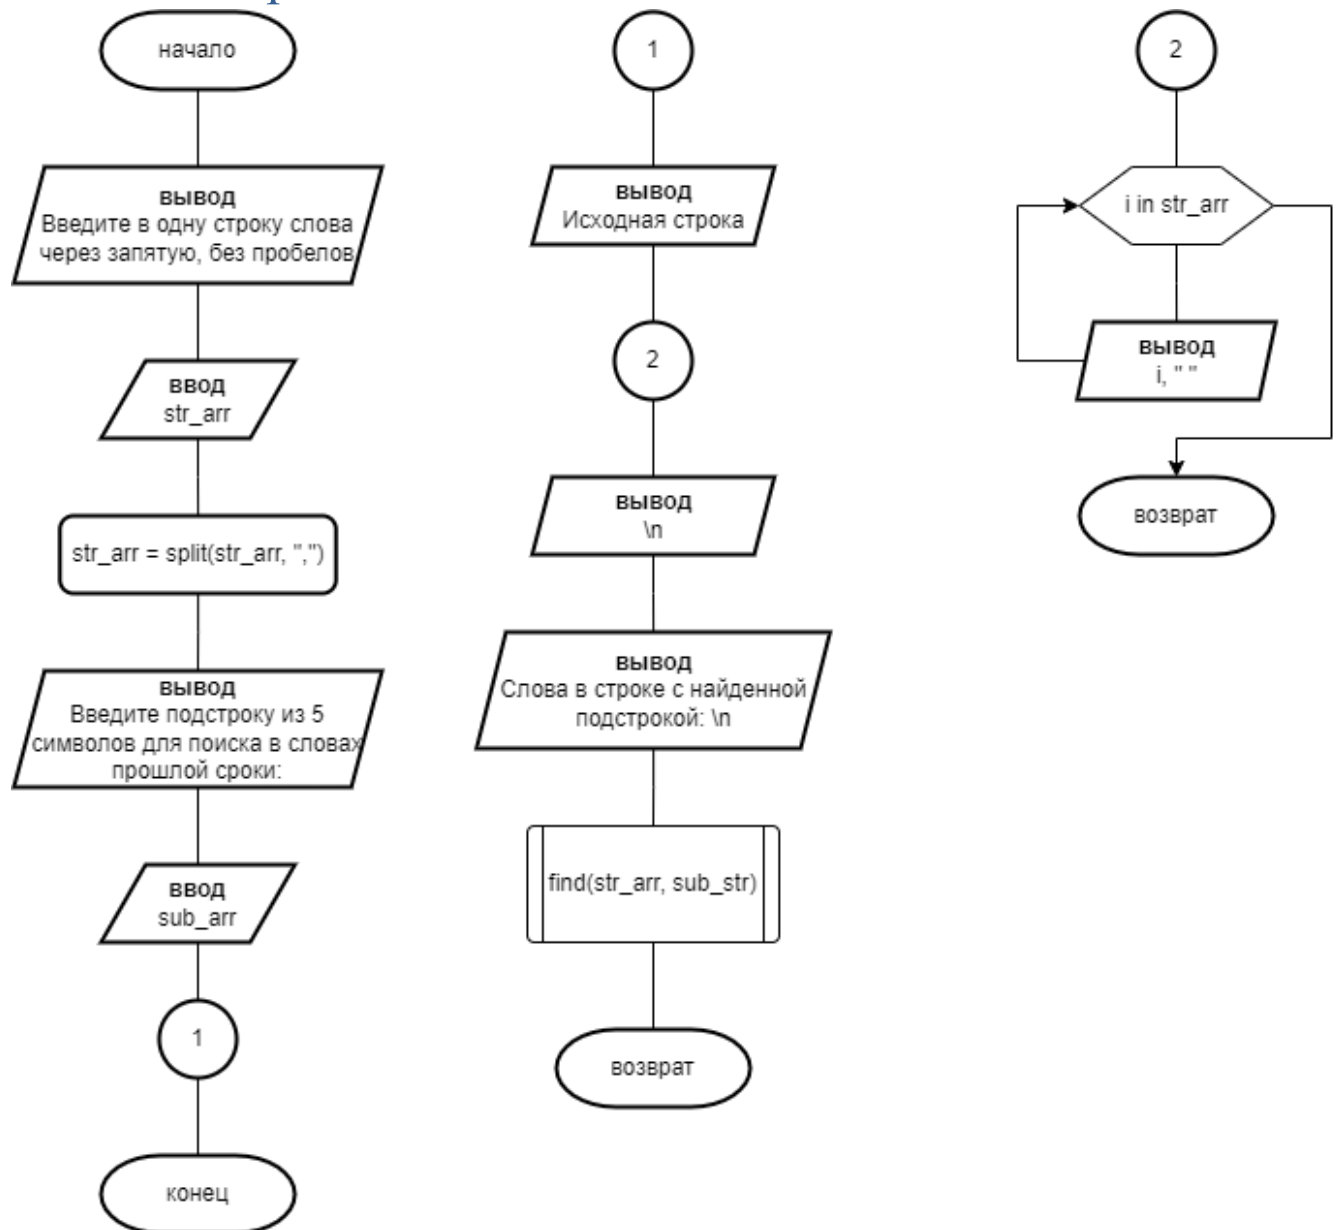 начало
вывод
Введите в одну строку слова
через запятую, без пробелов
ввод
str_arr
str_arr = split(str_arr, ",")
вывод
Введите подстроку из 5
символов для поиска в словах
прошлой сроки:
ввод
sub_arr
1
конец
1
вывод
Исходная строка
2
вывод
\n
вывод
Слова в строке с найденной
подстрокой: \n
find(str_arr, sub_str)
возврат
2
i in str_arr
вывод
i, " "
возврат